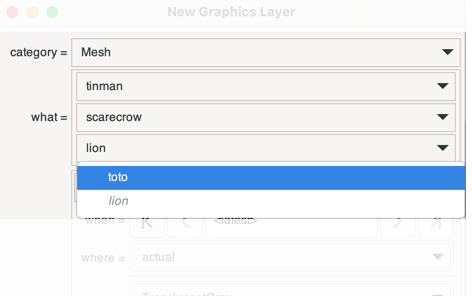 New Graphics Layer
category = Mesh
tinman
what = scarecrow
lion
toto
lion
when = <latest>
where = actual
TranslucentGray